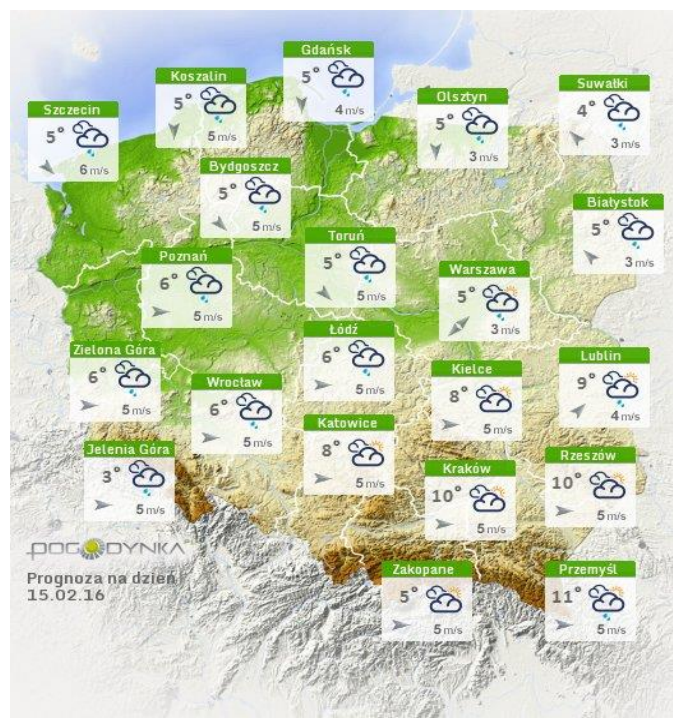 Gdańsk
5°
4 m/s
Koszalin
5°
5 m/s
Suwałki
4°
3 m/s
Olsztyn
5°
3 m/s
Szczecin
5°
6 m/s
Bydgoszcz
5°
5 m/s
Białystok
5°
3 m/s
Toruń
5°
5 m/s
Poznań
6°
5 m/s
Warszawa
5°
3 m/s
Łódź
6°
5 m/s
Zielona Góra
6°
5 m/s
Lublin
9°
4 m/s
Kielce
8°
5 m/s
Wrocław
6°
5 m/s
Katowice
8°
5 m/s
Jelenia Góra
3°
5 m/s
Rzeszów
10°
5 m/s
Kraków
10°
5 m/s
POGODYNKA
Prognoza na dzień
15.02.16
Zakopane
5°
5 m/s
Przemyśl
11°
5 m/s